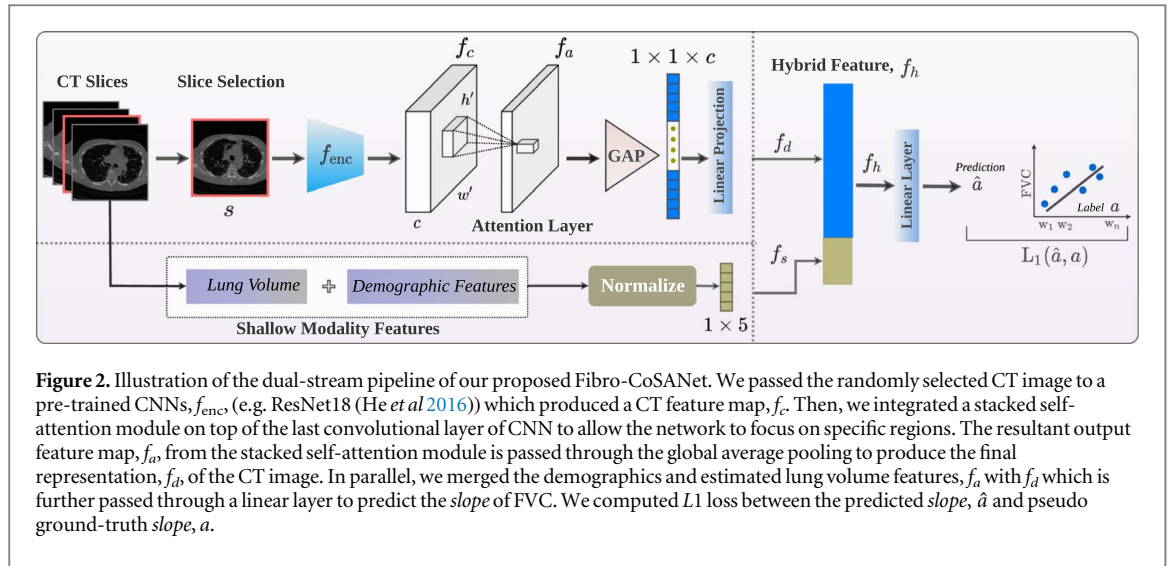 CT Slices
Slice Selection
s
f_enc
f_c
h′
w′
c
f_a
Attention Layer
GAP
1 × 1 × c
Linear Projection
f_d
Hybrid Feature, f_h
f_h
Linear Layer
Prediction
â
FVC
Label a
w_1 w_2 w_n
L_1(â, a)
Lung Volume + Demographic Features
Shallow Modality Features
Normalize
1 × 5
f_s
Figure 2. Illustration of the dual-stream pipeline of our proposed Fibro-CoSANet. We passed the randomly selected CT image to a
pre-trained CNNs, f_enc, (e.g. ResNet18 (He et al 2016)) which produced a CT feature map, f_c. Then, we integrated a stacked self-
attention module on top of the last convolutional layer of CNN to allow the network to focus on specific regions. The resultant output
feature map, f_a, from the stacked self-attention module is passed through the global average pooling to produce the final
representation, f_d, of the CT image. In parallel, we merged the demographics and estimated lung volume features, f_a with f_d which is
further passed through a linear layer to predict the slope of FVC. We computed L1 loss between the predicted slope, â and pseudo
ground-truth slope, a.